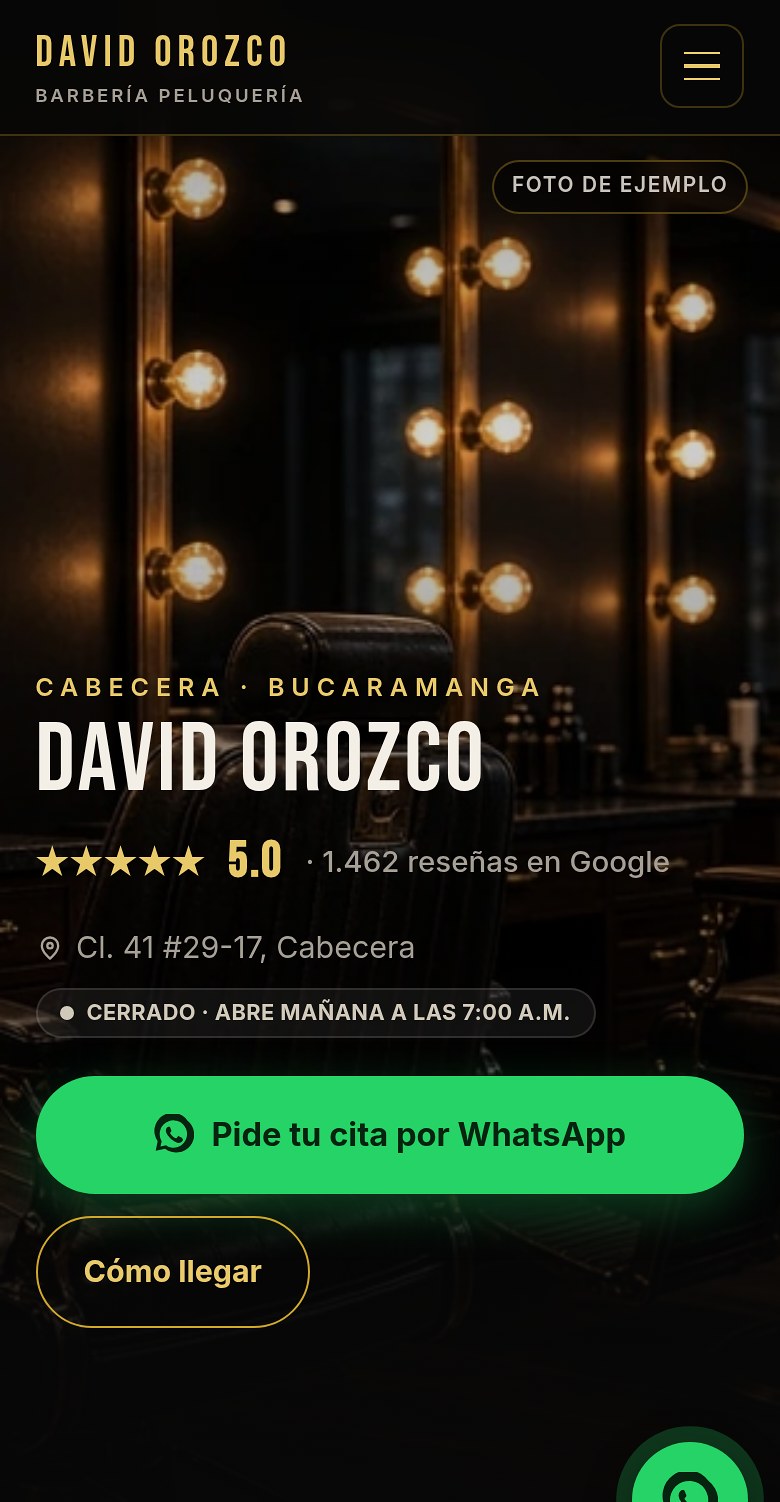 DAVID OROZCO
BARBERÍA PELUQUERÍA
FOTO DE EJEMPLO
CABECERA · BUCARAMANGA
DAVID OROZCO
★★★★★ 5.0 · 1.462 reseñas en Google
Cl. 41 #29-17, Cabecera
CERRADO · ABRE MAÑANA A LAS 7:00 A.M.
Pide tu cita por WhatsApp
Cómo llegar